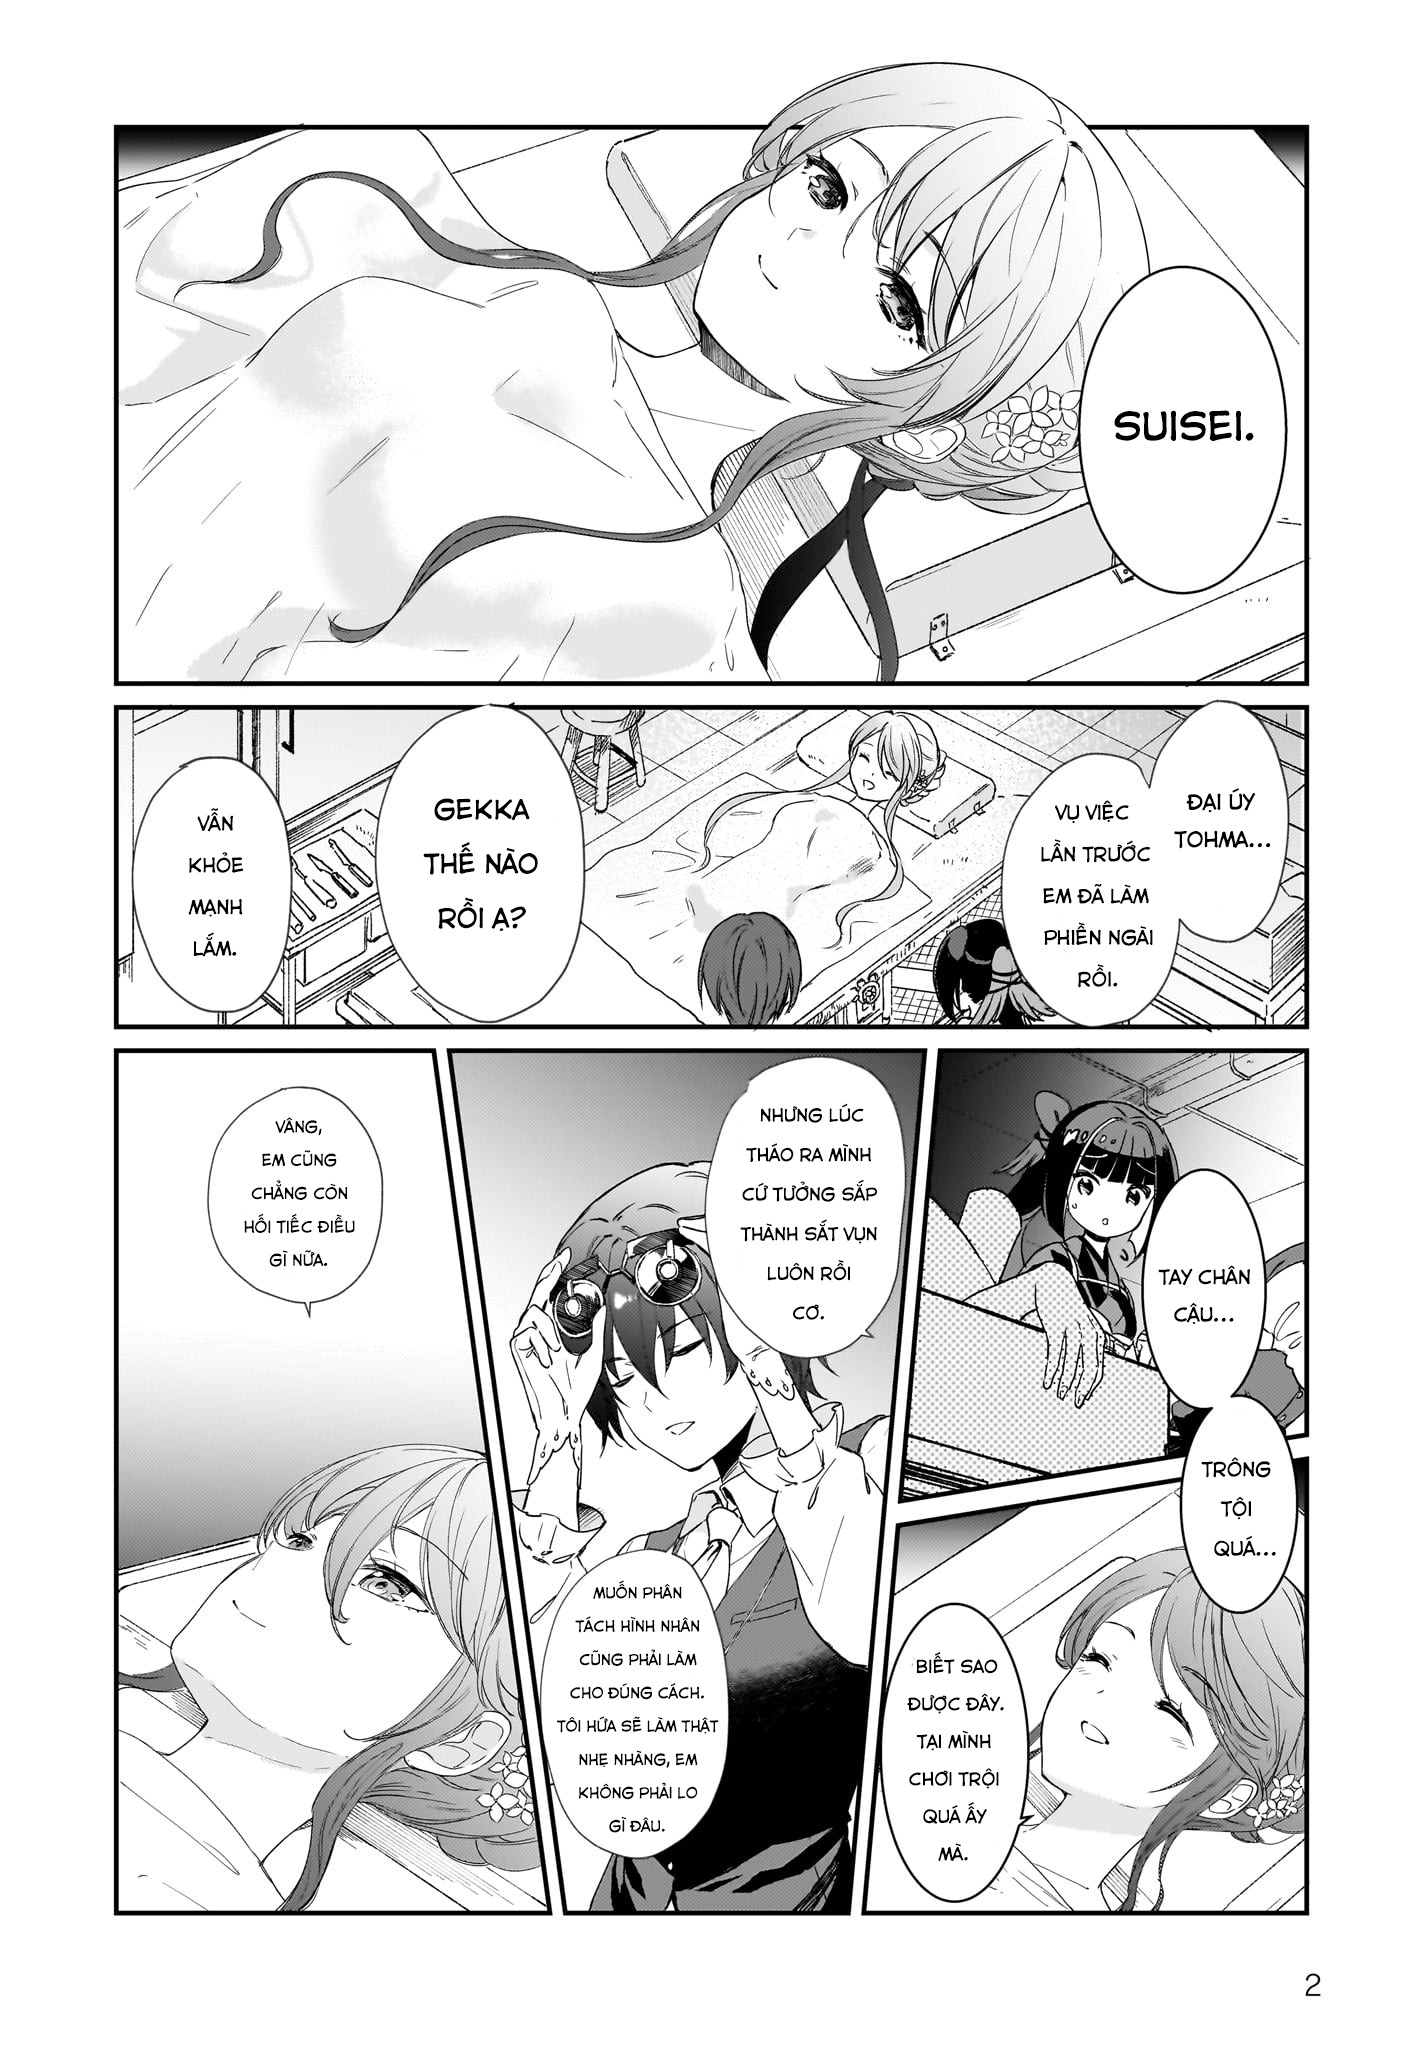 SUISEI.
ĐẠI ÚY
TOHMA...
VỤ VIỆC
LẦN TRƯỚC
EM ĐÃ LÀM
PHIỀN NGÀI
RỒI.
GEKKA
THẾ NÀO
RỒI Ạ?
VẪN
KHỎE
MẠNH
LẮM.
TAY CHÂN
CẬU...
TRÔNG
TỘI
QUÁ...
BIẾT SAO
ĐƯỢC ĐÂY.
TẠI MÌNH
CHƠI TRỘI
QUÁ ẤY
MÀ.
NHƯNG LÚC
THÁO RA MÌNH
CỨ TƯỞNG SẮP
THÀNH SẮT VỤN
LUÔN RỒI
CƠ.
MUỐN PHÂN
TÁCH HÌNH NHÂN
CŨNG PHẢI LÀM
CHO ĐÚNG CÁCH.
TÔI HỨA SẼ LÀM THẬT
NHẸ NHÀNG, EM
KHÔNG PHẢI LO
GÌ ĐÂU.
VÂNG,
EM CŨNG
CHẲNG CÒN
HỐI TIẾC ĐIỀU
GÌ NỮA.
2